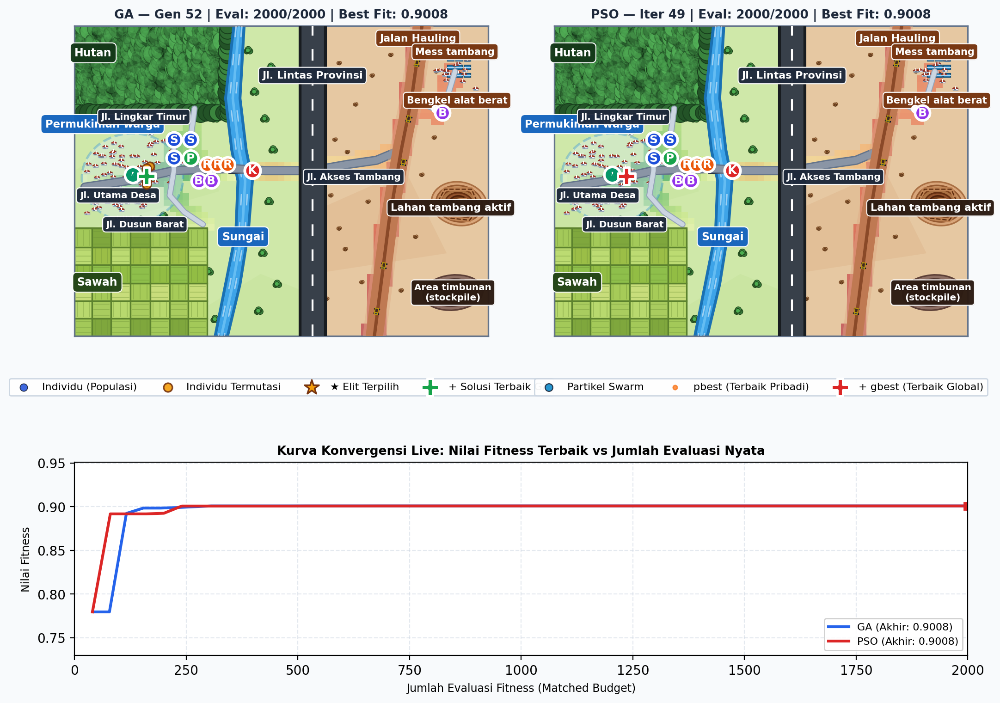 GA — Gen 52 | Eval: 2000/2000 | Best Fit: 0.9008
Jalan Hauling
Mess tambang
Hutan
Jl. Lintas Provinsi
Bengkel alat berat
Jl. Lingkar Timur
Permukiman warga
B
S S
S P
R R R
K
B B
Jl. Akses Tambang
Jl. Utama Desa
Lahan tambang aktif
Jl. Dusun Barat
Sungai
Sawah
Area timbunan
(stockpile)
PSO — Iter 49 | Eval: 2000/2000 | Best Fit: 0.9008
Jalan Hauling
Mess tambang
Hutan
Jl. Lintas Provinsi
Bengkel alat berat
Jl. Lingkar Timur
Permukiman warga
B
S S
S P
R R R
K
B B
Jl. Akses Tambang
Jl. Utama Desa
Lahan tambang aktif
Jl. Dusun Barat
Sungai
Sawah
Area timbunan
(stockpile)
Individu (Populasi) Individu Termutasi ★ Elit Terpilih + Solusi Terbaik
Partikel Swarm pbest (Terbaik Pribadi) + gbest (Terbaik Global)
Kurva Konvergensi Live: Nilai Fitness Terbaik vs Jumlah Evaluasi Nyata
Nilai Fitness
0.95
0.90
0.85
0.80
0.75
GA (Akhir: 0.9008)
PSO (Akhir: 0.9008)
0 250 500 750 1000 1250 1500 1750 2000
Jumlah Evaluasi Fitness (Matched Budget)